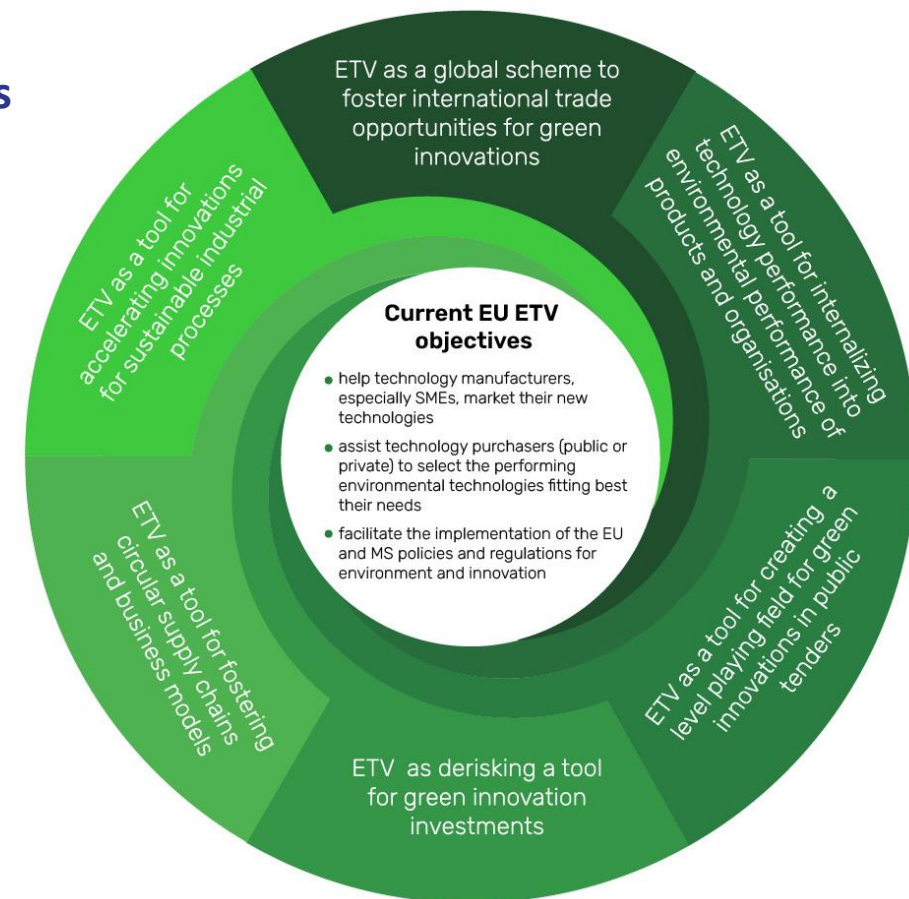 s
ETV as a global scheme to
foster international trade
opportunities for green
innovations
ETV as a tool for internalizing
technology performance into
environmental performance of
products and organisations
ETV as a tool for creating a
level playing field for green
innovations in public
tenders
ETV as derisking a tool
for green innovation
investments
ETV as a tool for fostering
circular supply chains
and business models
ETV as a tool for
accelerating innovations
for sustainable industrial
processes
Current EU ETV
objectives
• help technology manufacturers,
especially SMEs, market their new
technologies
• assist technology purchasers (public or
private) to select the performing
environmental technologies fitting best
their needs
• facilitate the implementation of the EU
and MS policies and regulations for
environment and innovation